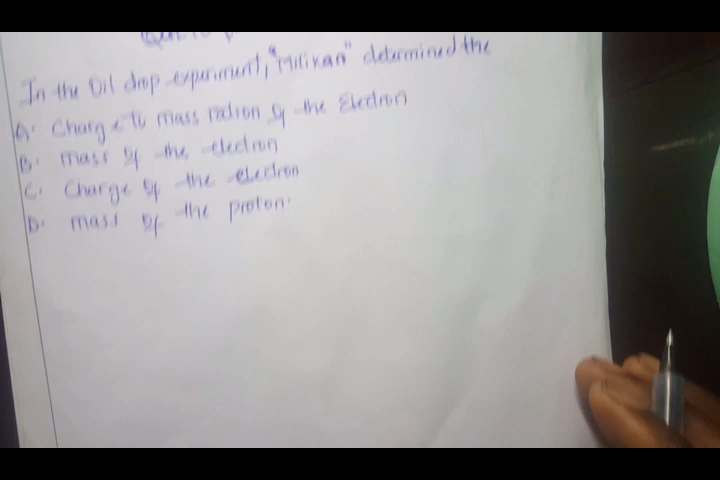 In the Oil drop experiment, "Milikan" determined the
A. Charge to mass ration of the Electron
B. Mass of the electron
C. Charge of the electron
D. mass of the proton.